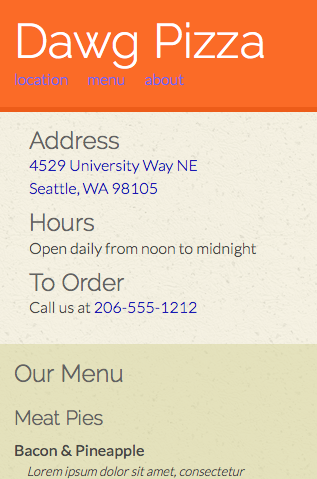 Dawg Pizza
location menu about
Address
4529 University Way NE
Seattle, WA 98105
Hours
Open daily from noon to midnight
To Order
Call us at 206-555-1212
Our Menu
Meat Pies
Bacon & Pineapple
Lorem ipsum dolor sit amet, consectetur